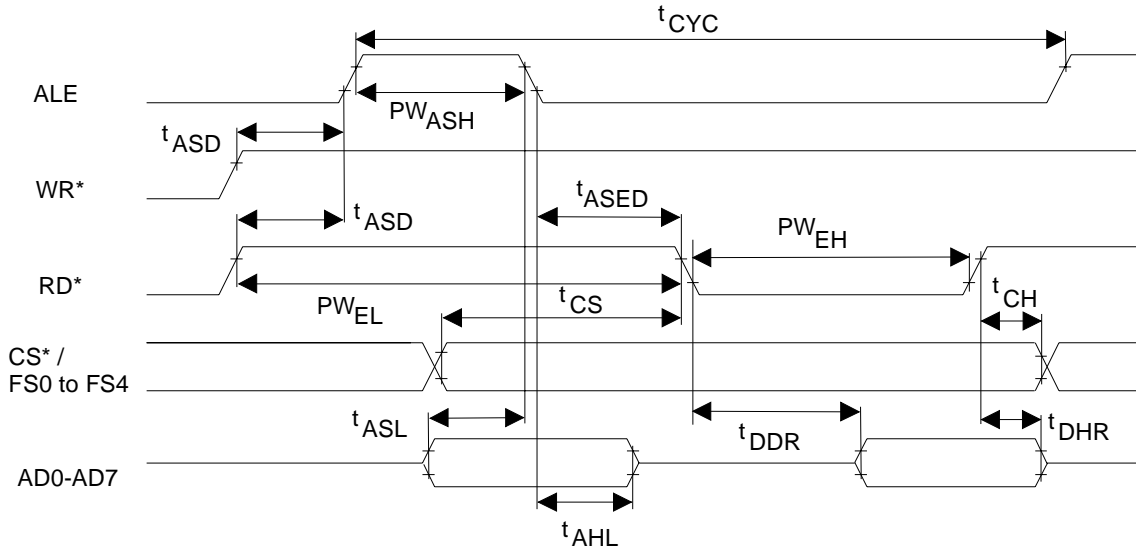 tCYC
ALE
PWASH
tASD
WR*
tASED
tASD
PWEH
RD*
tCH
PWEL
tCS
CS* /
FS0 to FS4
tASL
tDDR
tDHR
AD0-AD7
tAHL